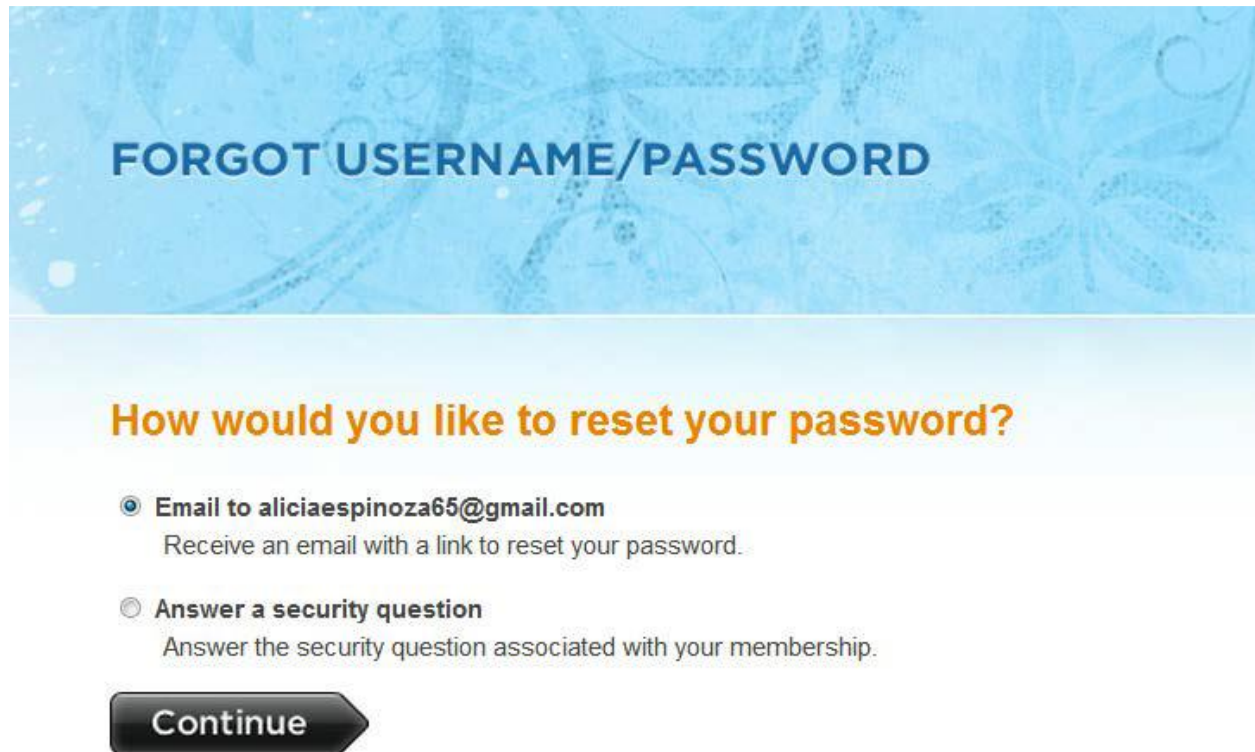 FORGOT USERNAME/PASSWORD
How would you like to reset your password?
Email to aliciaespinoza65@gmail.com
Receive an email with a link to reset your password.
Answer a security question
Answer the security question associated with your membership.
Continue